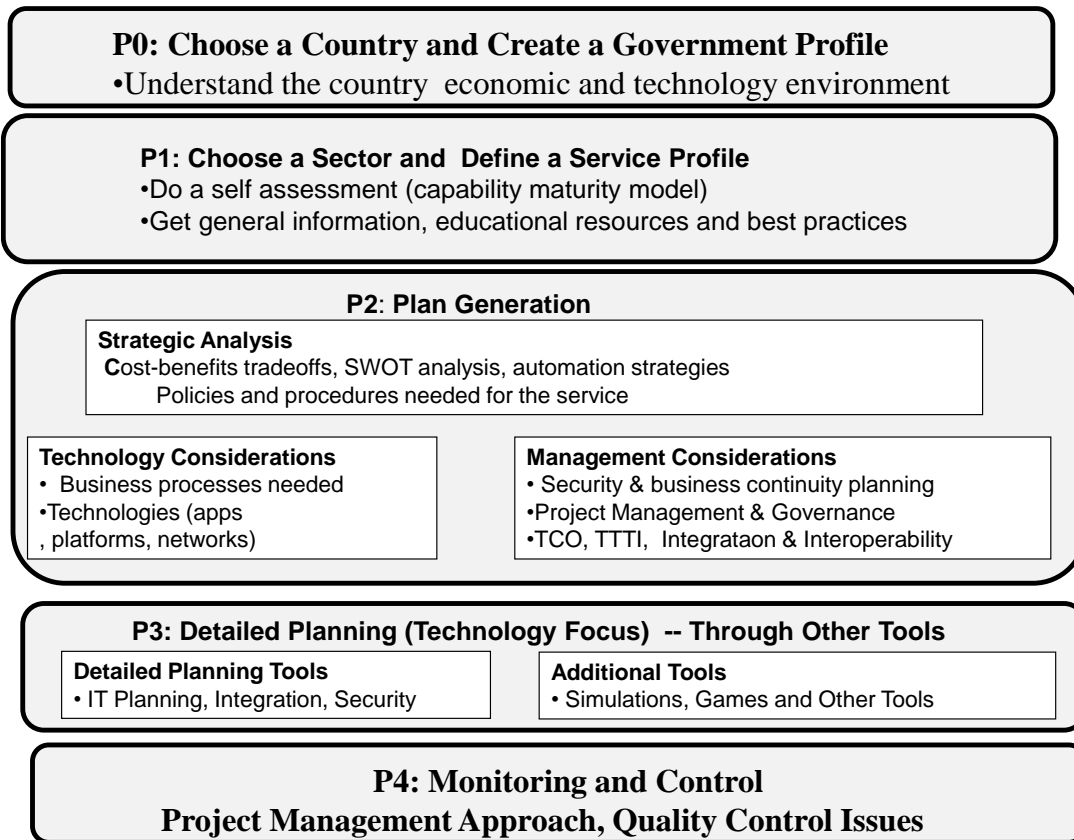 P0: Choose a Country and Create a Government Profile
•Understand the country economic and technology environment
P1: Choose a Sector and Define a Service Profile
•Do a self assessment (capability maturity model)
•Get general information, educational resources and best practices
P2: Plan Generation
Strategic Analysis
Cost-benefits tradeoffs, SWOT analysis, automation strategies
Policies and procedures needed for the service
Technology Considerations
• Business processes needed
•Technologies (apps
, platforms, networks)
Management Considerations
• Security & business continuity planning
•Project Management & Governance
•TCO, TTTI, Integrataon & Interoperability
P3: Detailed Planning (Technology Focus) -- Through Other Tools
Detailed Planning Tools
• IT Planning, Integration, Security
Additional Tools
• Simulations, Games and Other Tools
P4: Monitoring and Control
Project Management Approach, Quality Control Issues